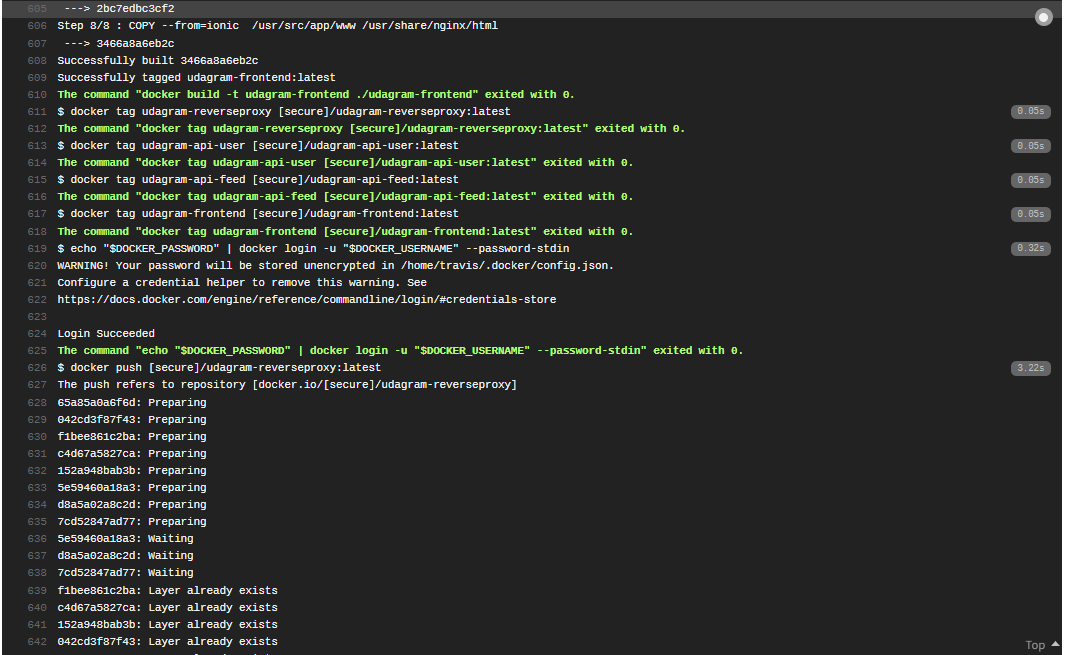 605 ---> 2bc7edbc3cf2
606 Step 8/8 : COPY --from=ionic  /usr/src/app/www /usr/share/nginx/html
607 ---> 3466a8a6eb2c
608 Successfully built 3466a8a6eb2c
609 Successfully tagged udagram-frontend:latest
610 The command "docker build -t udagram-frontend ./udagram-frontend" exited with 0.
611 $ docker tag udagram-reverseproxy [secure]/udagram-reverseproxy:latest 0.05s
612 The command "docker tag udagram-reverseproxy [secure]/udagram-reverseproxy:latest" exited with 0.
613 $ docker tag udagram-api-user [secure]/udagram-api-user:latest 0.05s
614 The command "docker tag udagram-api-user [secure]/udagram-api-user:latest" exited with 0.
615 $ docker tag udagram-api-feed [secure]/udagram-api-feed:latest 0.05s
616 The command "docker tag udagram-api-feed [secure]/udagram-api-feed:latest" exited with 0.
617 $ docker tag udagram-frontend [secure]/udagram-frontend:latest 0.05s
618 The command "docker tag udagram-frontend [secure]/udagram-frontend:latest" exited with 0.
619 $ echo "$DOCKER_PASSWORD" | docker login -u "$DOCKER_USERNAME" --password-stdin 0.32s
620 WARNING! Your password will be stored unencrypted in /home/travis/.docker/config.json.
621 Configure a credential helper to remove this warning. See
622 https://docs.docker.com/engine/reference/commandline/login/#credentials-store
623
624 Login Succeeded
625 The command "echo "$DOCKER_PASSWORD" | docker login -u "$DOCKER_USERNAME" --password-stdin" exited with 0.
626 $ docker push [secure]/udagram-reverseproxy:latest 3.22s
627 The push refers to repository [docker.io/[secure]/udagram-reverseproxy]
628 65a85a0a6f6d: Preparing
629 042cd3f87f43: Preparing
630 f1bee861c2ba: Preparing
631 c4d67a5827ca: Preparing
632 152a948bab3b: Preparing
633 5e59460a18a3: Preparing
634 d8a5a02a8c2d: Preparing
635 7cd52847ad77: Preparing
636 5e59460a18a3: Waiting
637 d8a5a02a8c2d: Waiting
638 7cd52847ad77: Waiting
639 f1bee861c2ba: Layer already exists
640 c4d67a5827ca: Layer already exists
641 152a948bab3b: Layer already exists
642 042cd3f87f43: Layer already exists
Top